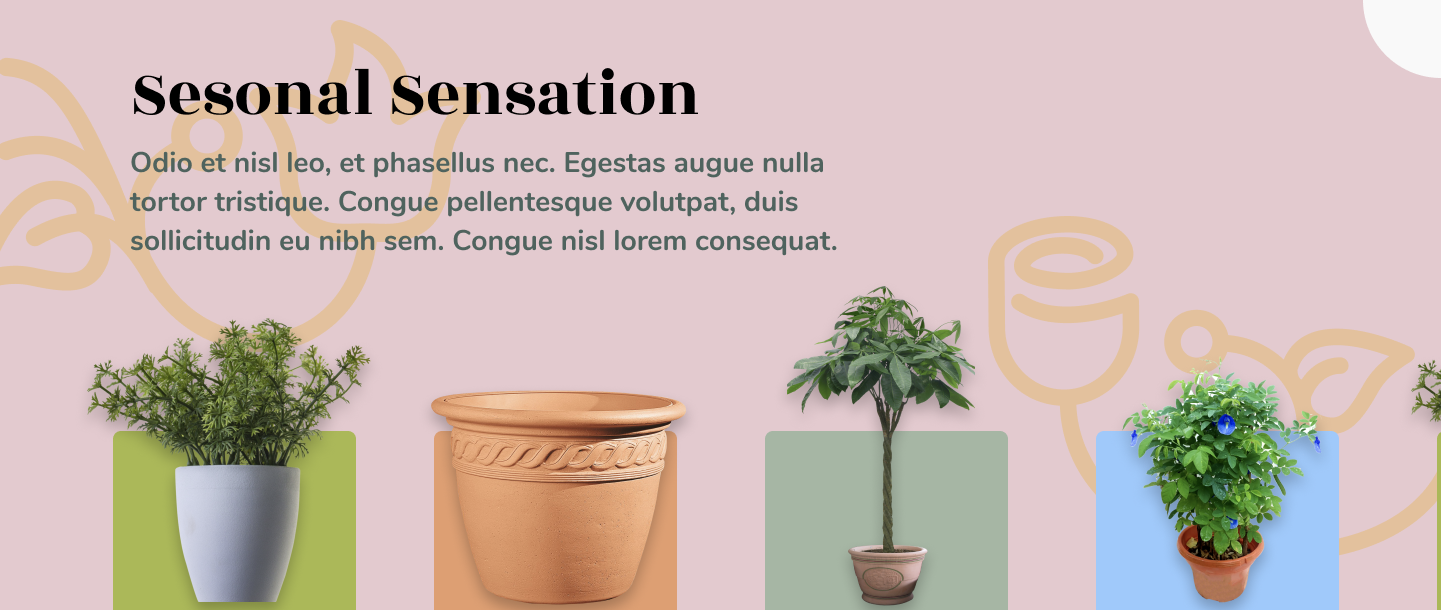 Sesonal Sensation
Odio et nisl leo, et phasellus nec. Egestas augue nulla
tortor tristique. Congue pellentesque volutpat, duis
sollicitudin eu nibh sem. Congue nisl lorem consequat.